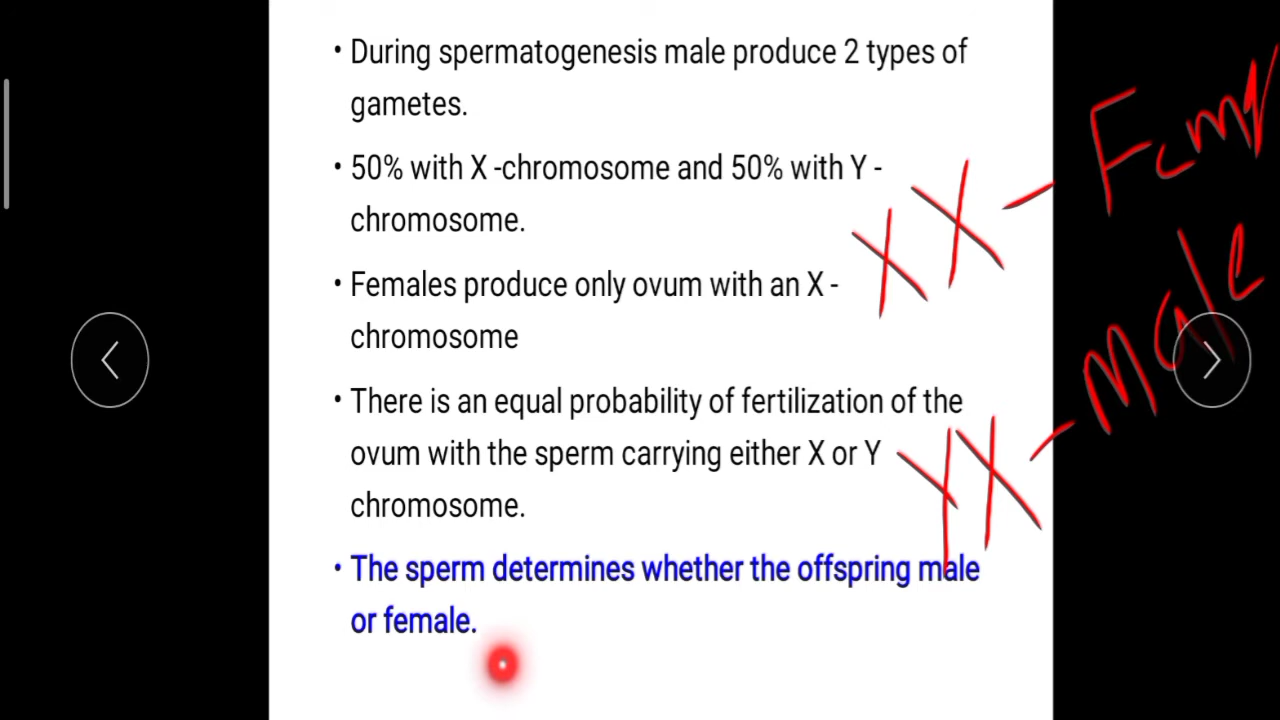 • During spermatogenesis male produce 2 types of
gametes.
• 50% with X -chromosome and 50% with Y -
chromosome.
• Females produce only ovum with an X -
chromosome
• There is an equal probability of fertilization of the
ovum with the sperm carrying either X or Y
chromosome.
• The sperm determines whether the offspring male
or female.
XX -
YX - Male